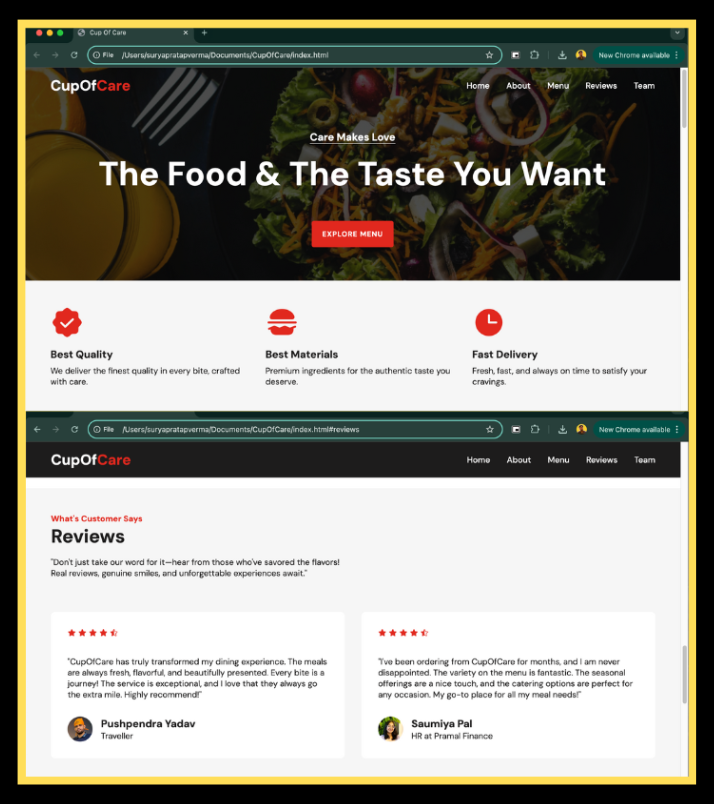 Cup Of Care
File /Users/suryapratapverma/Documents/CupOfCare/index.html
New Chrome available
CupOfCare
Home About Menu Reviews Team
Care Makes Love
The Food & The Taste You Want
EXPLORE MENU
Best Quality
We deliver the finest quality in every bite, crafted
with care.
Best Materials
Premium ingredients for the authentic taste you
deserve.
Fast Delivery
Fresh, fast, and always on time to satisfy your
cravings.
File /Users/suryapratapverma/Documents/CupOfCare/index.html#reviews
New Chrome available
CupOfCare
Home About Menu Reviews Team
What's Customer Says
Reviews
"Don't just take our word for it—hear from those who've savored the flavors!
Real reviews, genuine smiles, and unforgettable experiences await."
"CupOfCare has truly transformed my dining experience. The meals
are always fresh, flavorful, and beautifully presented. Every bite is a
journey! The service is exceptional, and I love that they always go
the extra mile. Highly recommend!"
Pushpendra Yadav
Traveller
"I've been ordering from CupOfCare for months, and I am never
disappointed. The variety on the menu is fantastic. The seasonal
offerings are a nice touch, and the catering options are perfect for
any occasion. My go-to place for all my meal needs!"
Saumiya Pal
HR at Pramal Finance